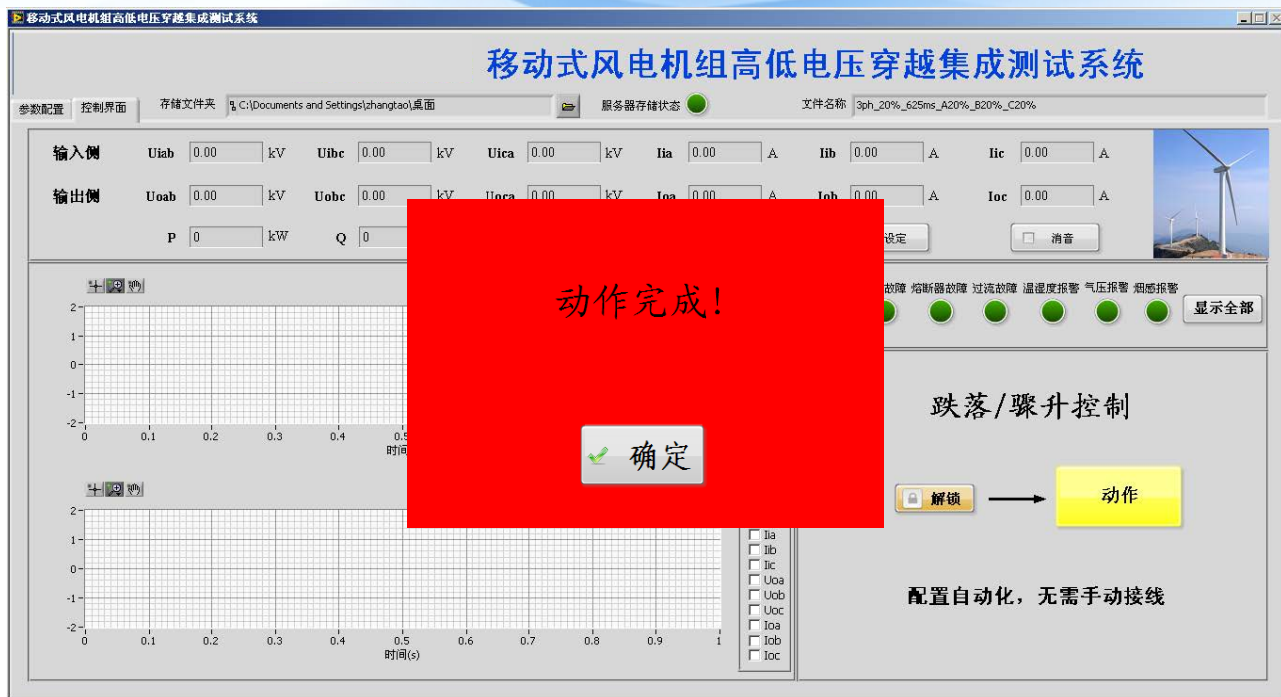 移动式风电机组高低电压穿越集成测试系统
移动式风电机组高低电压穿越集成测试系统
参数配置 控制界面 存储文件夹 C:\Documents and Settings\zhangtao\桌面 服务器存储状态 文件名称 3ph_20%_625ms_A20%_B20%_C20%
输入侧 Uiab 0.00 kV Uibc 0.00 kV Uica 0.00 kV Iia 0.00 A Iib 0.00 A Iic 0.00 A
输出侧 Uoab 0.00 kV Uobc 0.00 kV Uoca 0.00 kV Ioa 0.00 A Iob 0.00 A Ioc 0.00 A
P 0 kW Q 0 设定 消音
故障 熔断器故障 过流故障 温湿度报警 气压报警 烟感报警
显示全部
动作完成!
确定
2
1
0
-1
-2
0 0.1 0.2 0.3 0.4 0.5
时间
跌落/骤升控制
解锁 动作
配置自动化，无需手动接线
2
1
0
-1
-2
0 0.1 0.2 0.3 0.4 0.5 0.6 0.7 0.8 0.9 1
时间(s)
Iia
Iib
Iic
Uoa
Uob
Uoc
Ioa
Iob
Ioc